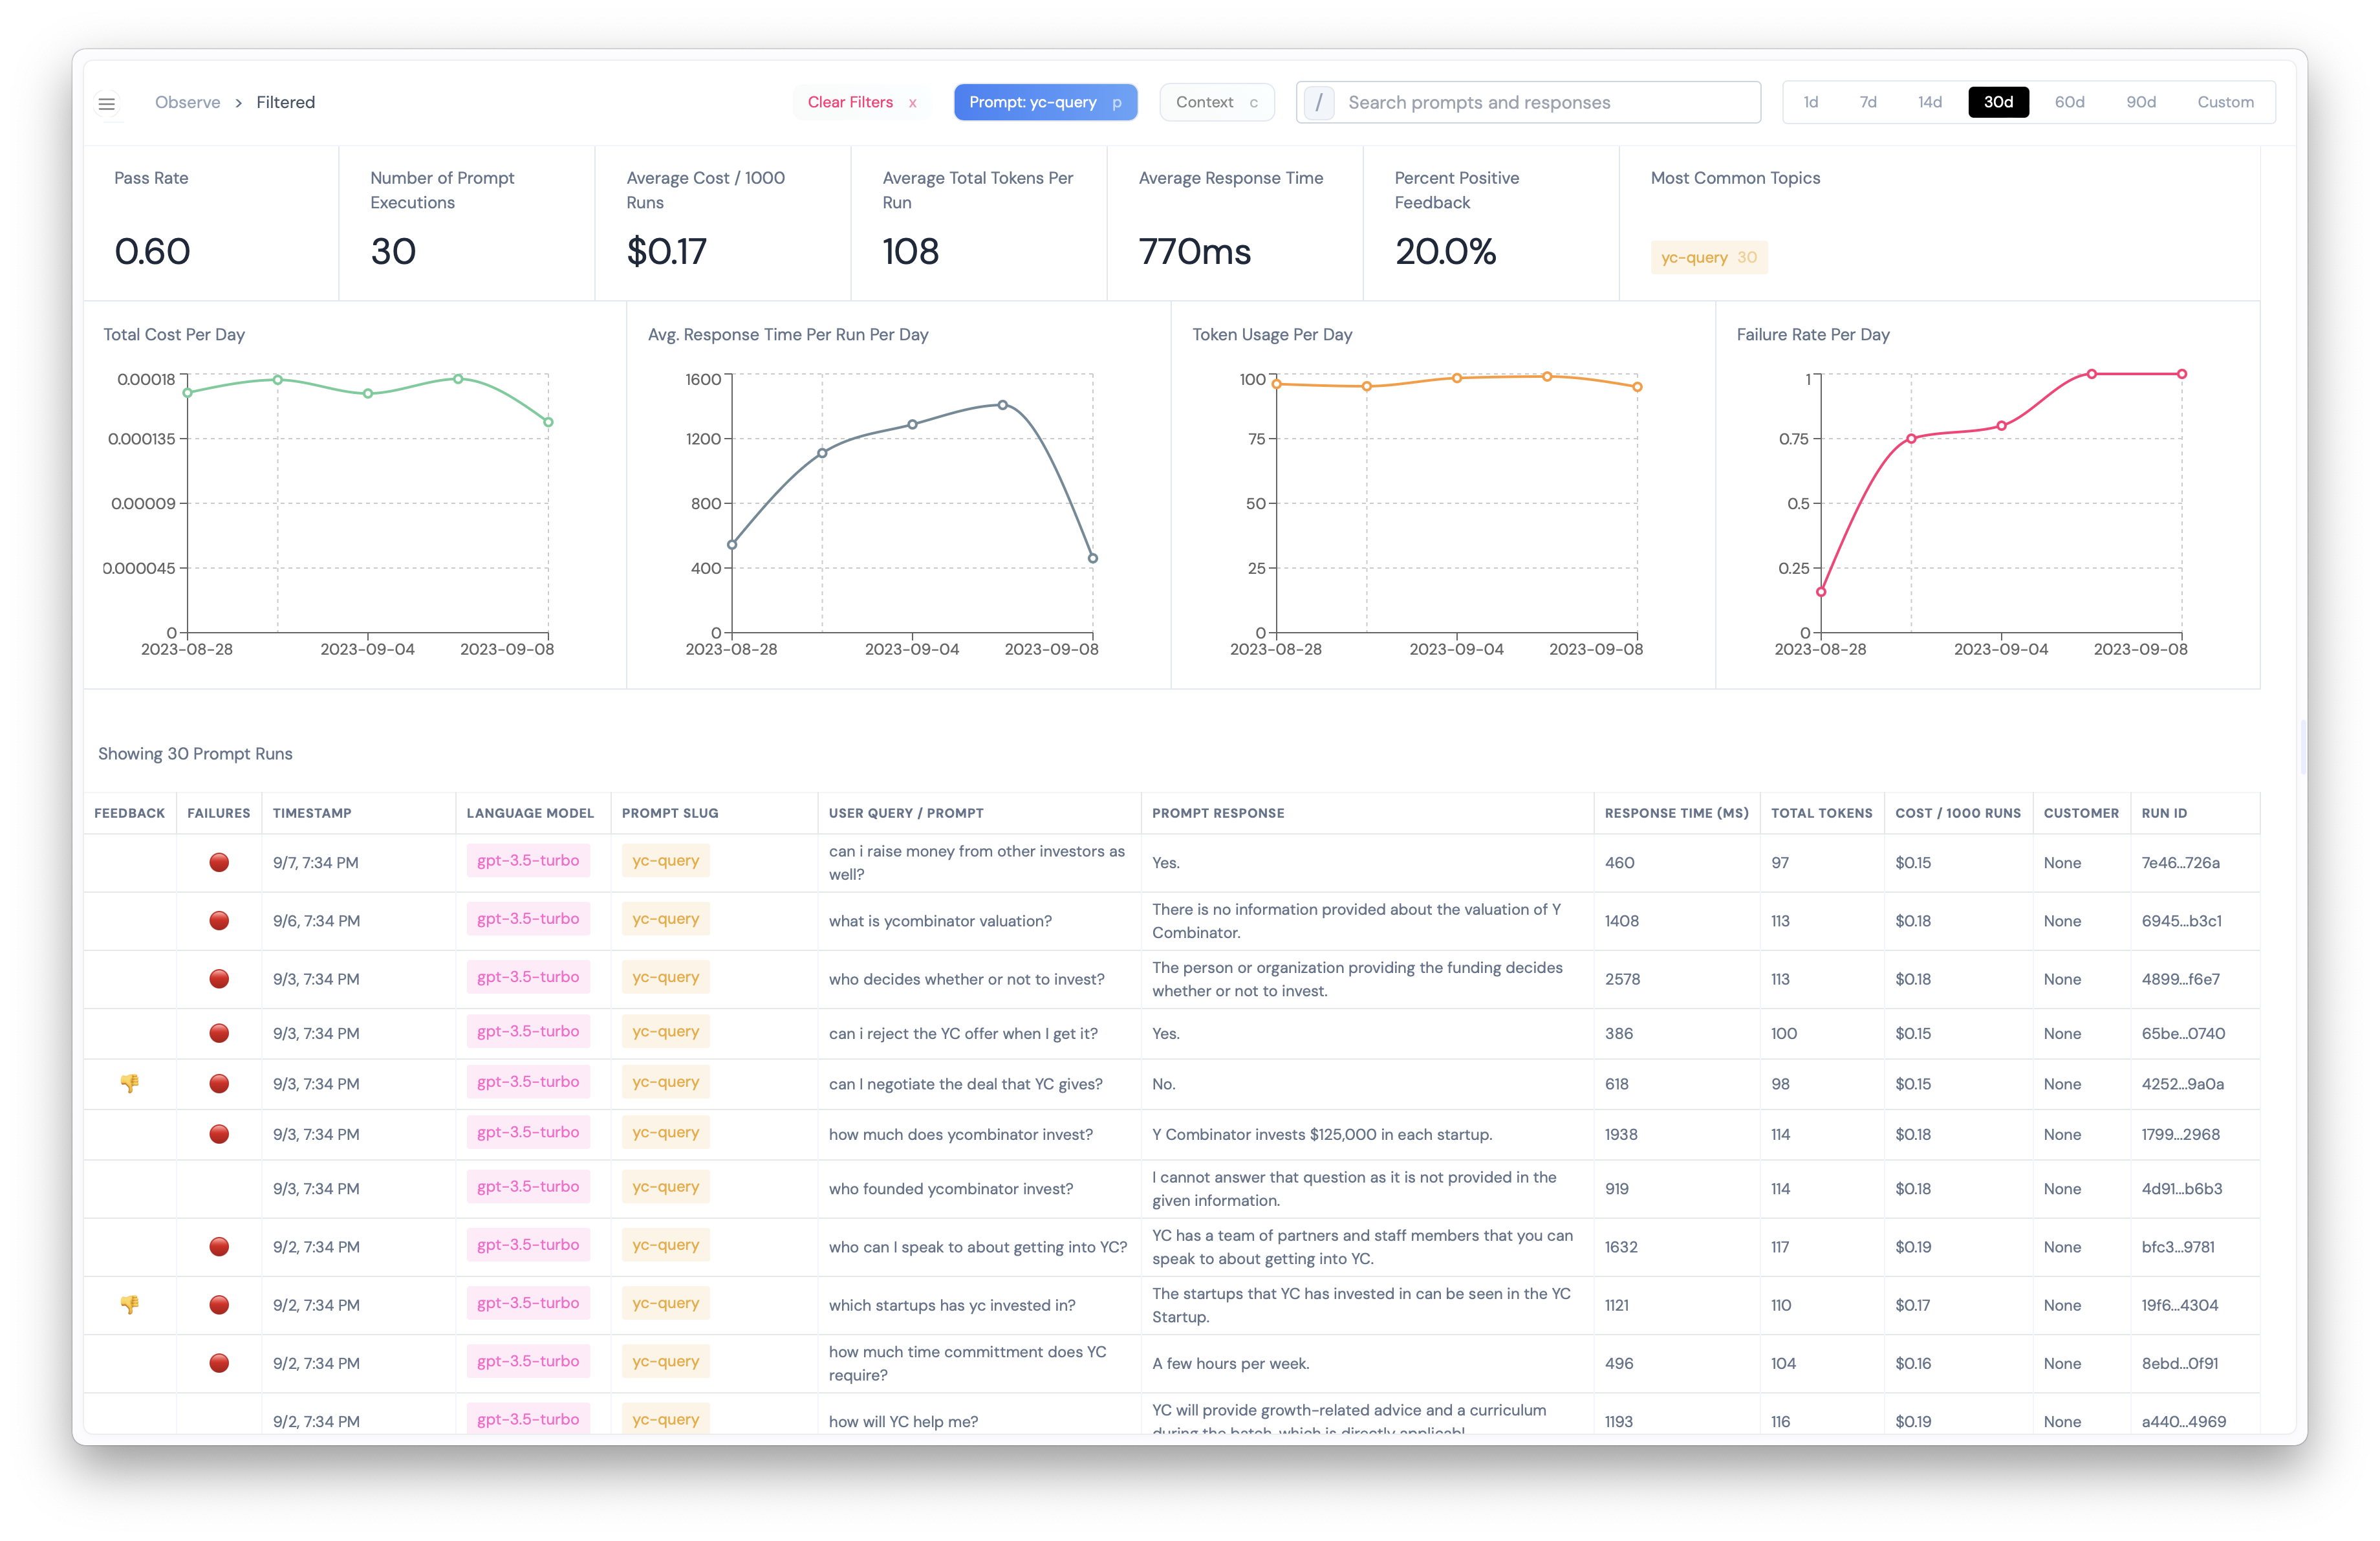 Observe > Filtered
Clear Filters x
Prompt: yc-query p
Context c
/ Search prompts and responses
1d 7d 14d 30d 60d 90d Custom
Pass Rate
0.60
Number of Prompt
Executions
30
Average Cost / 1000
Runs
$0.17
Average Total Tokens Per
Run
108
Average Response Time
770ms
Percent Positive
Feedback
20.0%
Most Common Topics
yc-query 30
Total Cost Per Day
0.00018
0.000135
0.00009
0.000045
0
2023-08-28 2023-09-04 2023-09-08
Avg. Response Time Per Run Per Day
1600
1200
800
400
0
2023-08-28 2023-09-04 2023-09-08
Token Usage Per Day
100
75
50
25
0
2023-08-28 2023-09-04 2023-09-08
Failure Rate Per Day
1
0.75
0.5
0.25
0
2023-08-28 2023-09-04 2023-09-08
Showing 30 Prompt Runs
FEEDBACK FAILURES TIMESTAMP LANGUAGE MODEL PROMPT SLUG USER QUERY / PROMPT PROMPT RESPONSE RESPONSE TIME (MS) TOTAL TOKENS COST / 1000 RUNS CUSTOMER RUN ID
9/7, 7:34 PM gpt-3.5-turbo yc-query can i raise money from other investors as
well? Yes. 460 97 $0.15 None 7e46...726a
9/6, 7:34 PM gpt-3.5-turbo yc-query what is ycombinator valuation? There is no information provided about the valuation of Y
Combinator. 1408 113 $0.18 None 6945...b3c1
9/3, 7:34 PM gpt-3.5-turbo yc-query who decides whether or not to invest? The person or organization providing the funding decides
whether or not to invest. 2578 113 $0.18 None 4899...f6e7
9/3, 7:34 PM gpt-3.5-turbo yc-query can i reject the YC offer when I get it? Yes. 386 100 $0.15 None 65be...0740
9/3, 7:34 PM gpt-3.5-turbo yc-query can I negotiate the deal that YC gives? No. 618 98 $0.15 None 4252...9a0a
9/3, 7:34 PM gpt-3.5-turbo yc-query how much does ycombinator invest? Y Combinator invests $125,000 in each startup. 1938 114 $0.18 None 1799...2968
9/3, 7:34 PM gpt-3.5-turbo yc-query who founded ycombinator invest? I cannot answer that question as it is not provided in the
given information. 919 114 $0.18 None 4d91...b6b3
9/2, 7:34 PM gpt-3.5-turbo yc-query who can I speak to about getting into YC? YC has a team of partners and staff members that you can
speak to about getting into YC. 1632 117 $0.19 None bfc3...9781
9/2, 7:34 PM gpt-3.5-turbo yc-query which startups has yc invested in? The startups that YC has invested in can be seen in the YC
Startup. 1121 110 $0.17 None 19f6...4304
9/2, 7:34 PM gpt-3.5-turbo yc-query how much time committment does YC
require? A few hours per week. 496 104 $0.16 None 8ebd...0f91
9/2, 7:34 PM gpt-3.5-turbo yc-query how will YC help me? YC will provide growth-related advice and a curriculum
during the batch, which is directly 1193 116 $0.19 None a440...4969